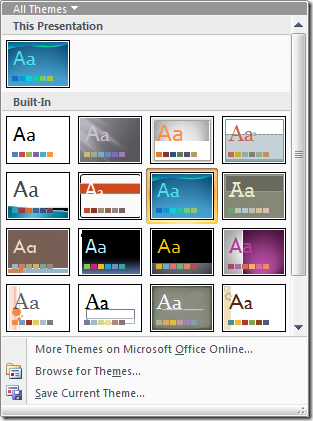 All Themes
This Presentation
Aa
Built-In
Aa Aa Aa Aa
Aa Aa Aa Aa
Aa Aa Aa Aa
Aa Aa Aa Aa
More Themes on Microsoft Office Online...
Browse for Themes...
Save Current Theme...